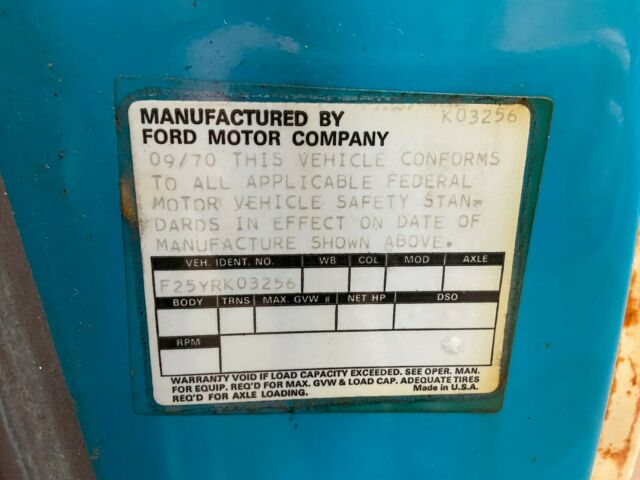 MANUFACTURED BY K03256
FORD MOTOR COMPANY
09/70 THIS VEHICLE CONFORMS
TO ALL APPLICABLE FEDERAL
MOTOR VEHICLE SAFETY STAN-
DARDS IN EFFECT ON DATE OF
MANUFACTURE SHOWN ABOVE.
VEH. IDENT. NO. WB COL MOD AXLE
F25YRK03256
BODY TRNS MAX. GVW # NET HP DSO
RPM
WARRANTY VOID IF LOAD CAPACITY EXCEEDED. SEE OPER. MAN.
FOR EQUIP. REQ'D FOR MAX. GVW & LOAD CAP. ADEQUATE TIRES
REQ'D FOR AXLE LOADING. Made in U.S.A.